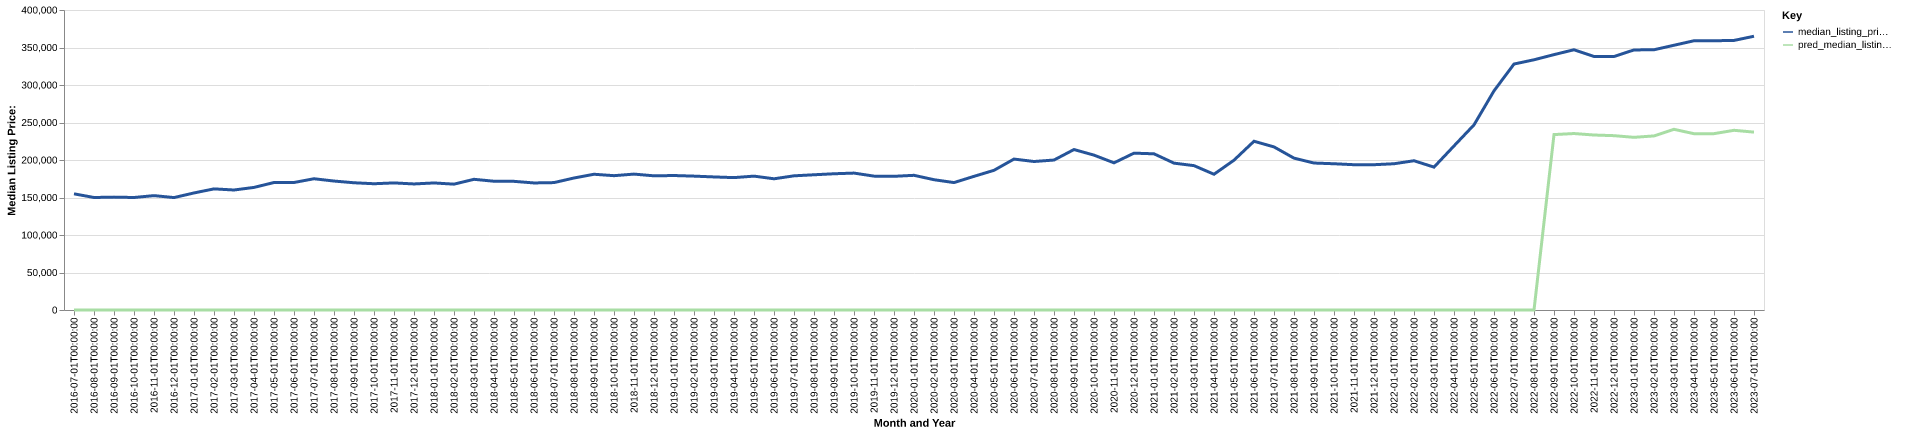 400,000
350,000
300,000
250,000
200,000
150,000
100,000
50,000
0
Median Listing Price:
2016-07-01T00:00:00
2016-08-01T00:00:00
2016-09-01T00:00:00
2016-10-01T00:00:00
2016-11-01T00:00:00
2016-12-01T00:00:00
2017-01-01T00:00:00
2017-02-01T00:00:00
2017-03-01T00:00:00
2017-04-01T00:00:00
2017-05-01T00:00:00
2017-06-01T00:00:00
2017-07-01T00:00:00
2017-08-01T00:00:00
2017-09-01T00:00:00
2017-10-01T00:00:00
2017-11-01T00:00:00
2017-12-01T00:00:00
2018-01-01T00:00:00
2018-02-01T00:00:00
2018-03-01T00:00:00
2018-04-01T00:00:00
2018-05-01T00:00:00
2018-06-01T00:00:00
2018-07-01T00:00:00
2018-08-01T00:00:00
2018-09-01T00:00:00
2018-10-01T00:00:00
2018-11-01T00:00:00
2018-12-01T00:00:00
2019-01-01T00:00:00
2019-02-01T00:00:00
2019-03-01T00:00:00
2019-04-01T00:00:00
2019-05-01T00:00:00
2019-06-01T00:00:00
2019-07-01T00:00:00
2019-08-01T00:00:00
2019-09-01T00:00:00
2019-10-01T00:00:00
2019-11-01T00:00:00
2019-12-01T00:00:00
2020-01-01T00:00:00
2020-02-01T00:00:00
2020-03-01T00:00:00
2020-04-01T00:00:00
2020-05-01T00:00:00
2020-06-01T00:00:00
2020-07-01T00:00:00
2020-08-01T00:00:00
2020-09-01T00:00:00
2020-10-01T00:00:00
2020-11-01T00:00:00
2020-12-01T00:00:00
2021-01-01T00:00:00
2021-02-01T00:00:00
2021-03-01T00:00:00
2021-04-01T00:00:00
2021-05-01T00:00:00
2021-06-01T00:00:00
2021-07-01T00:00:00
2021-08-01T00:00:00
2021-09-01T00:00:00
2021-10-01T00:00:00
2021-11-01T00:00:00
2021-12-01T00:00:00
2022-01-01T00:00:00
2022-02-01T00:00:00
2022-03-01T00:00:00
2022-04-01T00:00:00
2022-05-01T00:00:00
2022-06-01T00:00:00
2022-07-01T00:00:00
2022-08-01T00:00:00
2022-09-01T00:00:00
2022-10-01T00:00:00
2022-11-01T00:00:00
2022-12-01T00:00:00
2023-01-01T00:00:00
2023-02-01T00:00:00
2023-03-01T00:00:00
2023-04-01T00:00:00
2023-05-01T00:00:00
2023-06-01T00:00:00
2023-07-01T00:00:00
Month and Year
Key
median_listing_pri…
pred_median_listin…